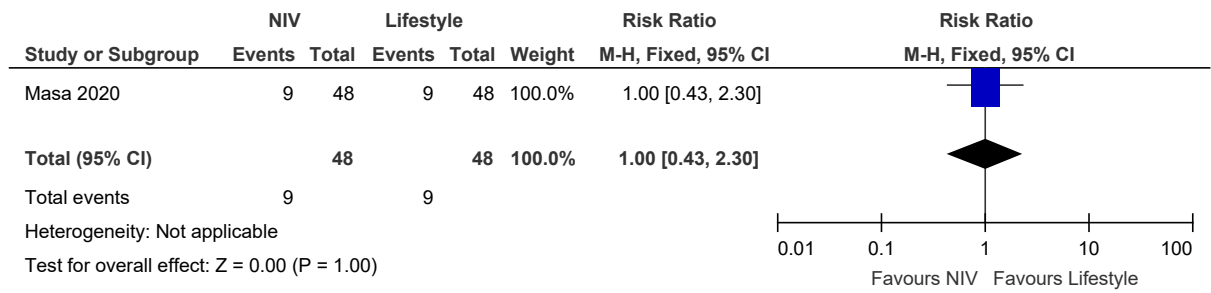 NIV Lifestyle Risk Ratio Risk Ratio
Study or Subgroup Events Total Events Total Weight M-H, Fixed, 95% CI M-H, Fixed, 95% CI
Masa 2020 9 48 9 48 100.0% 1.00 [0.43, 2.30]
Total (95% CI) 48 48 100.0% 1.00 [0.43, 2.30]
Total events 9 9
Heterogeneity: Not applicable
Test for overall effect: Z = 0.00 (P = 1.00)
0.01 0.1 1 10 100
Favours NIV Favours Lifestyle